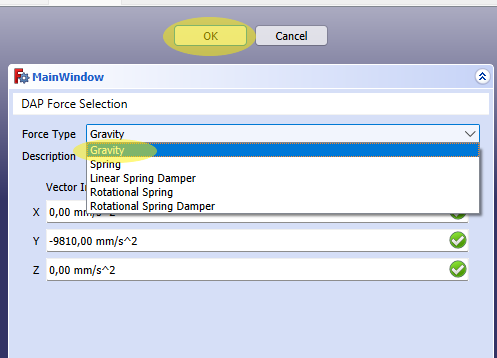 OK Cancel
MainWindow
DAP Force Selection
Force Type Gravity
Gravity
Description
Spring
Linear Spring Damper
Rotational Spring
Rotational Spring Damper
Vector
X 0,00 mm/s^2
Y -9810,00 mm/s^2
Z 0,00 mm/s^2